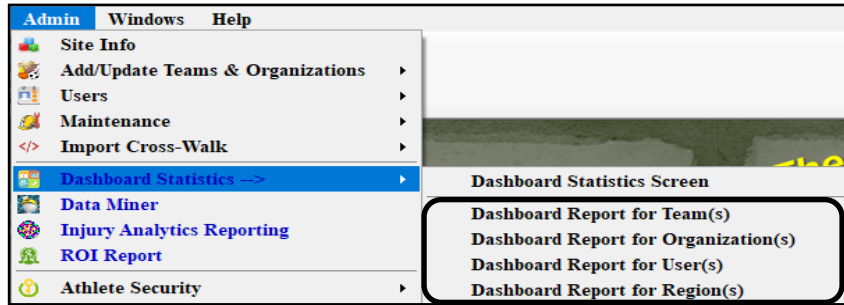 Admin Windows Help
Site Info
Add/Update Teams & Organizations
Users
Maintenance
Import Cross-Walk
Dashboard Statistics -->
Data Miner
Injury Analytics Reporting
ROI Report
Athlete Security
Dashboard Statistics Screen
Dashboard Report for Team(s)
Dashboard Report for Organization(s)
Dashboard Report for User(s)
Dashboard Report for Region(s)
The